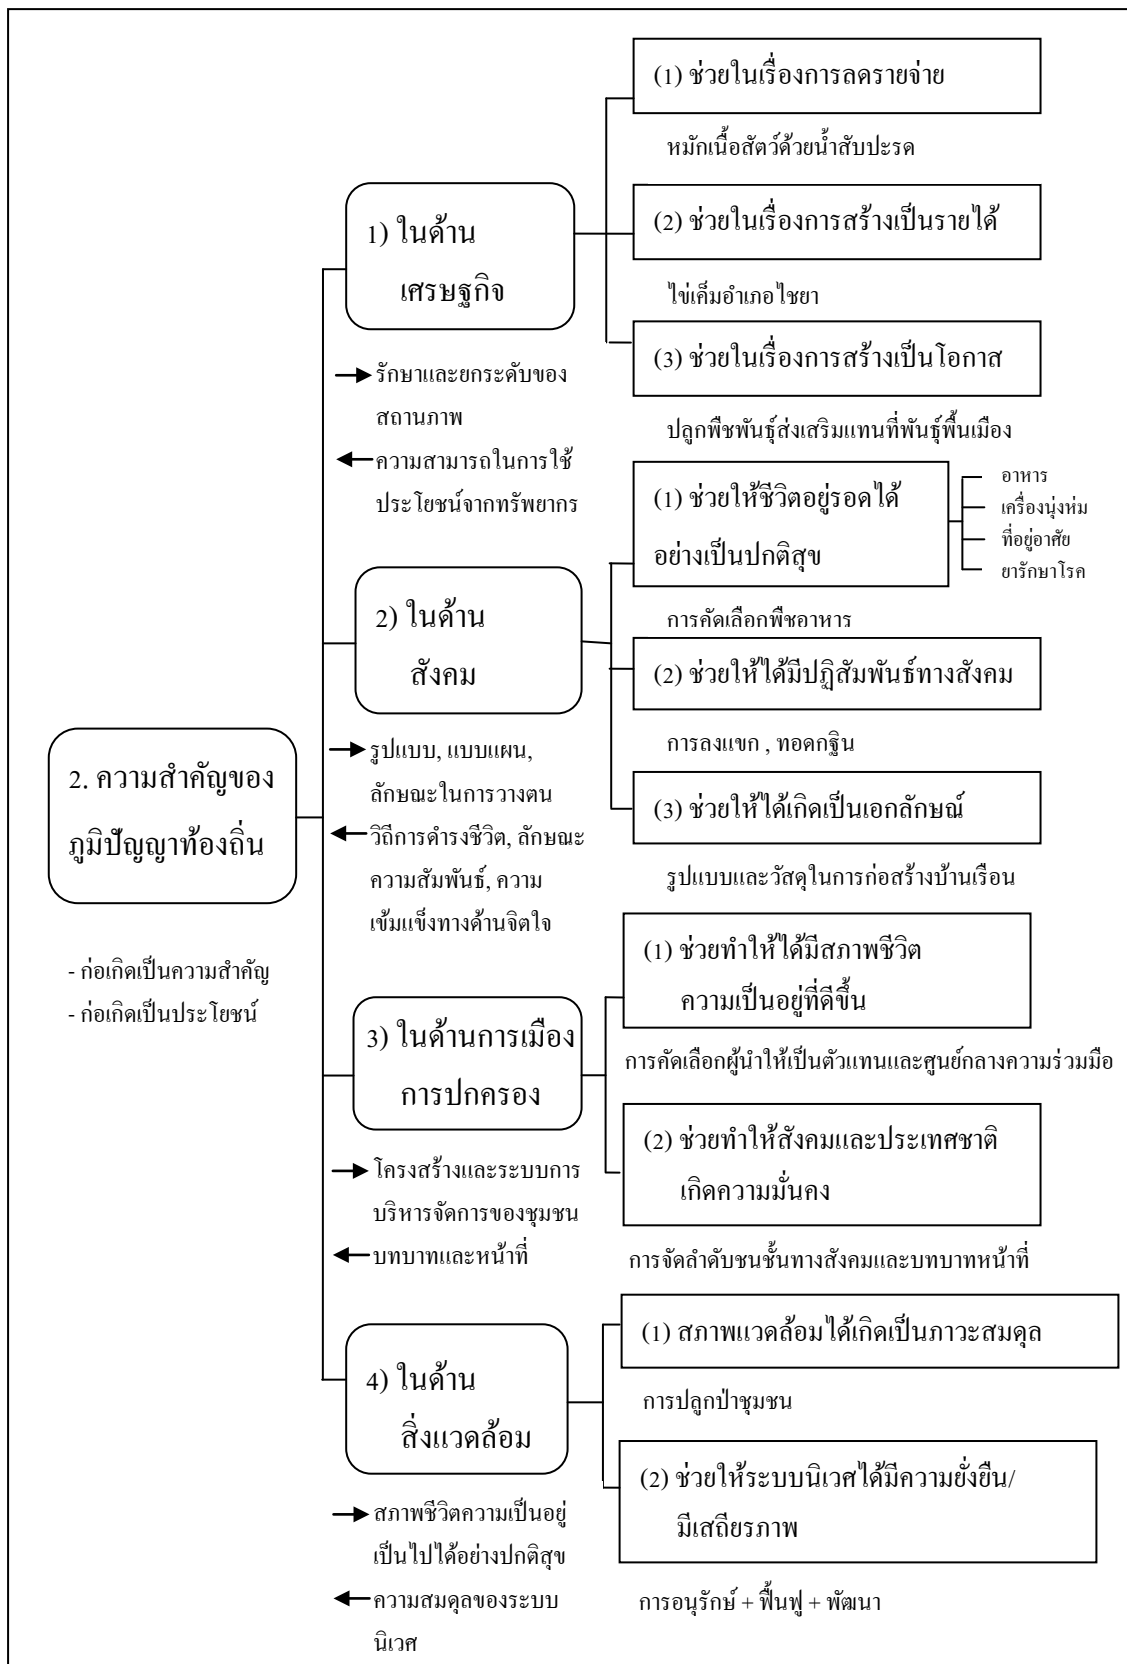 2. ความสำคัญของ
ภูมิปัญญาท้องถิ่น
- ก่อเกิดเป็นความสำคัญ
- ก่อเกิดเป็นประโยชน์
1) ในด้าน
เศรษฐกิจ
รักษาและยกระดับของ
สถานภาพ
ความสามารถในการใช้
ประโยชน์จากทรัพยากร
(1) ช่วยในเรื่องการลดรายจ่าย
หมักเนื้อสัตว์ด้วยน้ำสับปะรด
(2) ช่วยในเรื่องการสร้างเป็นรายได้
ไข่เค็มอำเภอไชยา
(3) ช่วยในเรื่องการสร้างเป็นโอกาส
ปลูกพืชพันธุ์ส่งเสริมแทนที่พันธุ์พื้นเมือง
2) ในด้าน
สังคม
รูปแบบ, แบบแผน,
ลักษณะในการวางตน
วิถีการดำรงชีวิต, ลักษณะ
ความสัมพันธ์, ความ
เข้มแข็งทางด้านจิตใจ
(1) ช่วยให้ชีวิตอยู่รอดได้
อย่างเป็นปกติสุข
อาหาร
เครื่องนุ่งห่ม
ที่อยู่อาศัย
ยารักษาโรค
การคัดเลือกพืชอาหาร
(2) ช่วยให้ได้มีปฏิสัมพันธ์ทางสังคม
การลงแขก , ทอดกฐิน
(3) ช่วยให้ได้เกิดเป็นเอกลักษณ์
รูปแบบและวัสดุในการก่อสร้างบ้านเรือน
3) ในด้านการเมือง
การปกครอง
โครงสร้างและระบบการ
บริหารจัดการของชุมชน
บทบาทและหน้าที่
(1) ช่วยทำให้ได้มีสภาพชีวิต
ความเป็นอยู่ที่ดีขึ้น
การคัดเลือกผู้นำให้เป็นตัวแทนและศูนย์กลางความร่วมมือ
(2) ช่วยทำให้สังคมและประเทศชาติ
เกิดความมั่นคง
การจัดลำดับชนชั้นทางสังคมและบทบาทหน้าที่
4) ในด้าน
สิ่งแวดล้อม
สภาพชีวิตความเป็นอยู่
เป็นไปได้อย่างปกติสุข
ความสมดุลของระบบ
นิเวศ
(1) สภาพแวดล้อมได้เกิดเป็นภาวะสมดุล
การปลูกป่าชุมชน
(2) ช่วยให้ระบบนิเวศได้มีความยั่งยืน/
มีเสถียรภาพ
การอนุรักษ์ + ฟื้นฟู + พัฒนา